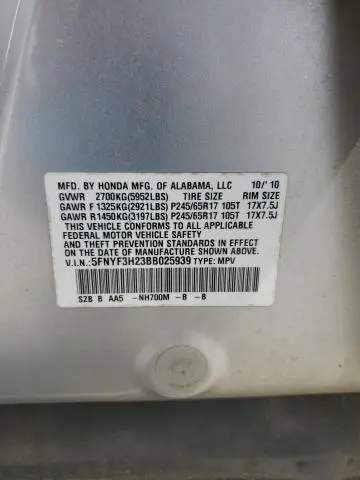 MFD. BY HONDA MFG. OF ALABAMA, LLC 10/'10
GVWR 2700KG(5952LBS) TIRE SIZE RIM SIZE
GAWR F 1325KG(2921LBS) P245/65R17 105T 17X7.5J
GAWR R1450KG(3197LBS) P245/65R17 105T 17X7.5J
THIS VEHICLE CONFORMS TO ALL APPLICABLE
FEDERAL MOTOR VEHICLE SAFETY
AND THEFT PREVENTION STANDARDS IN EFFECT
ON THE DATE OF MANUFACTURE SHOWN ABOVE.
V.I.N.:5FNYF3H23BB025939 TYPE: MPV
SZB B AA5 -NH700M -B -B